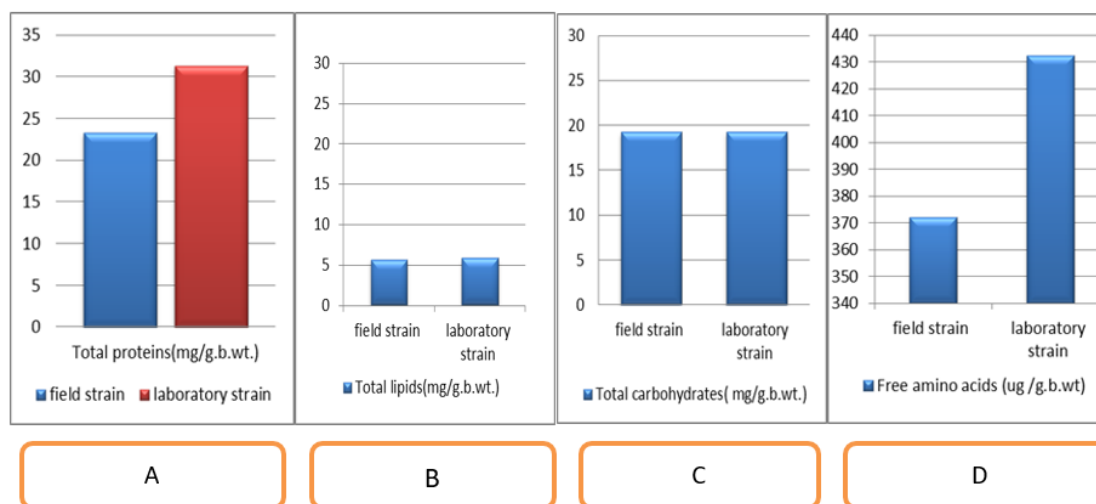 35
30
25
20
15
10
5
0
Total proteins(mg/g.b.wt.)
field strain laboratory strain
A
30
25
20
15
10
5
0
field strain laboratory
strain
Total lipids(mg/g.b.wt.)
B
30
25
20
15
10
5
0
field strain laboratory
strain
Total carbohydrates( mg/g.b.wt.)
C
440
430
420
410
400
390
380
370
360
350
340
field strain laboratory
strain
Free amino acids (ug /g.b.wt)
D